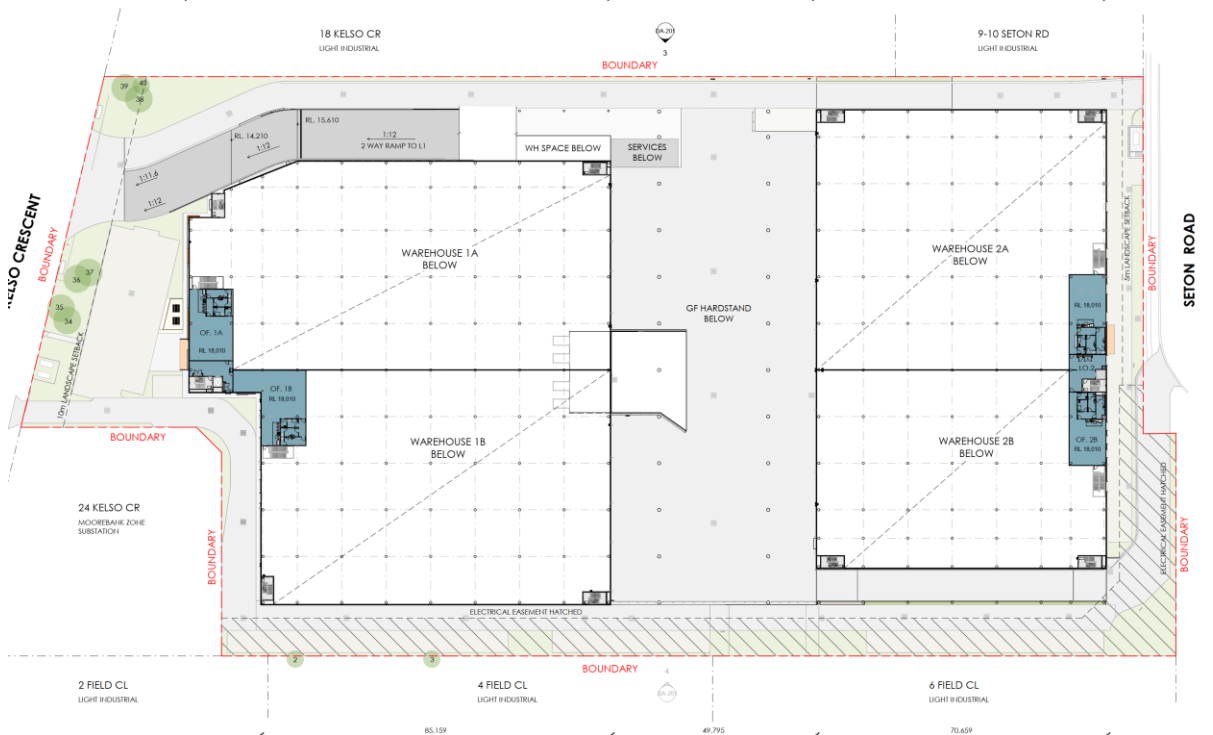 18 KELSO CR
LIGHT INDUSTRIAL
DA-201
3
9-10 SETON RD
LIGHT INDUSTRIAL
BOUNDARY
39
40
38
RL. 15,610
RL. 14,210
1:12
2 WAY RAMP TO L1
1:12
1:11.6
1:12
WH SPACE BELOW
SERVICES
BELOW
KELSO CRESCENT
BOUNDARY
10m LANDSCAPE SETBACK
37
36
35
34
WAREHOUSE 1A
BELOW
WAREHOUSE 2A
BELOW
GF HARDSTAND
BELOW
OF. 1A
RL 18,010
OF. 1B
RL 18,010
RL 18,010
LO.2
OF. 2B
RL 18,010
5m LANDSCAPE SETBACK
BOUNDARY
SETON ROAD
BOUNDARY
WAREHOUSE 1B
BELOW
WAREHOUSE 2B
BELOW
24 KELSO CR
MOOREBANK ZONE
SUBSTATION
BOUNDARY
ELECTRICAL EASEMENT HATCHED
BOUNDARY
ELECTRICAL EASEMENT HATCHED
2
3
BOUNDARY
4
DA-201
2 FIELD CL
LIGHT INDUSTRIAL
4 FIELD CL
LIGHT INDUSTRIAL
6 FIELD CL
LIGHT INDUSTRIAL
85.159
49.795
70.659